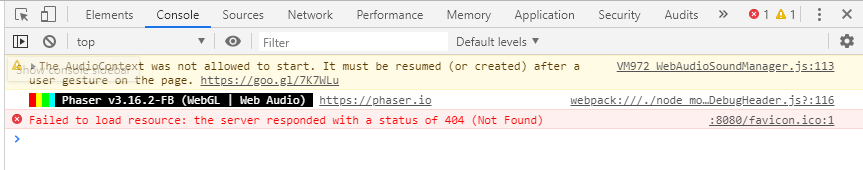 Elements Console Sources Network Performance Memory Application Security Audits » 1 1
top Filter Default levels
The AudioContext was not allowed to start. It must be resumed (or created) after a VM972 WebAudioSoundManager.js:113
Show console sidebar
user gesture on the page. https://goo.gl/7K7WLu
Phaser v3.16.2-FB (WebGL | Web Audio) https://phaser.io webpack:///./node_mo…DebugHeader.js?:116
Failed to load resource: the server responded with a status of 404 (Not Found) :8080/favicon.ico:1